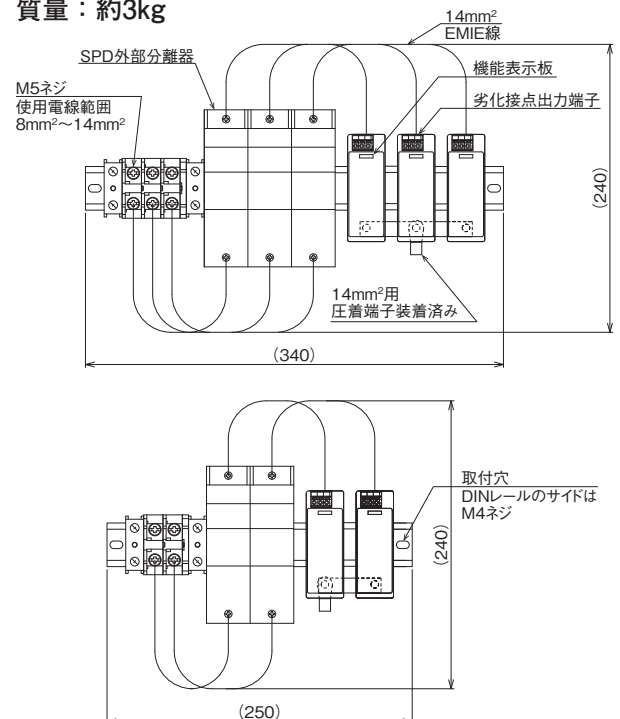 質量：約3kg
14mm²
EMIE線
SPD外部分離器
機能表示板
M5ネジ
使用電線範囲
8mm²～14mm²
劣化接点出力端子
(240)
14mm²用
圧着端子装着済み
(340)
取付穴
DINレールのサイドは
M4ネジ
(240)
(250)